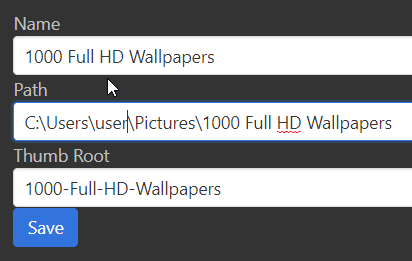 Name
1000 Full HD Wallpapers
Path
C:\Users\user\Pictures\1000 Full HD Wallpapers
Thumb Root
1000-Full-HD-Wallpapers
Save